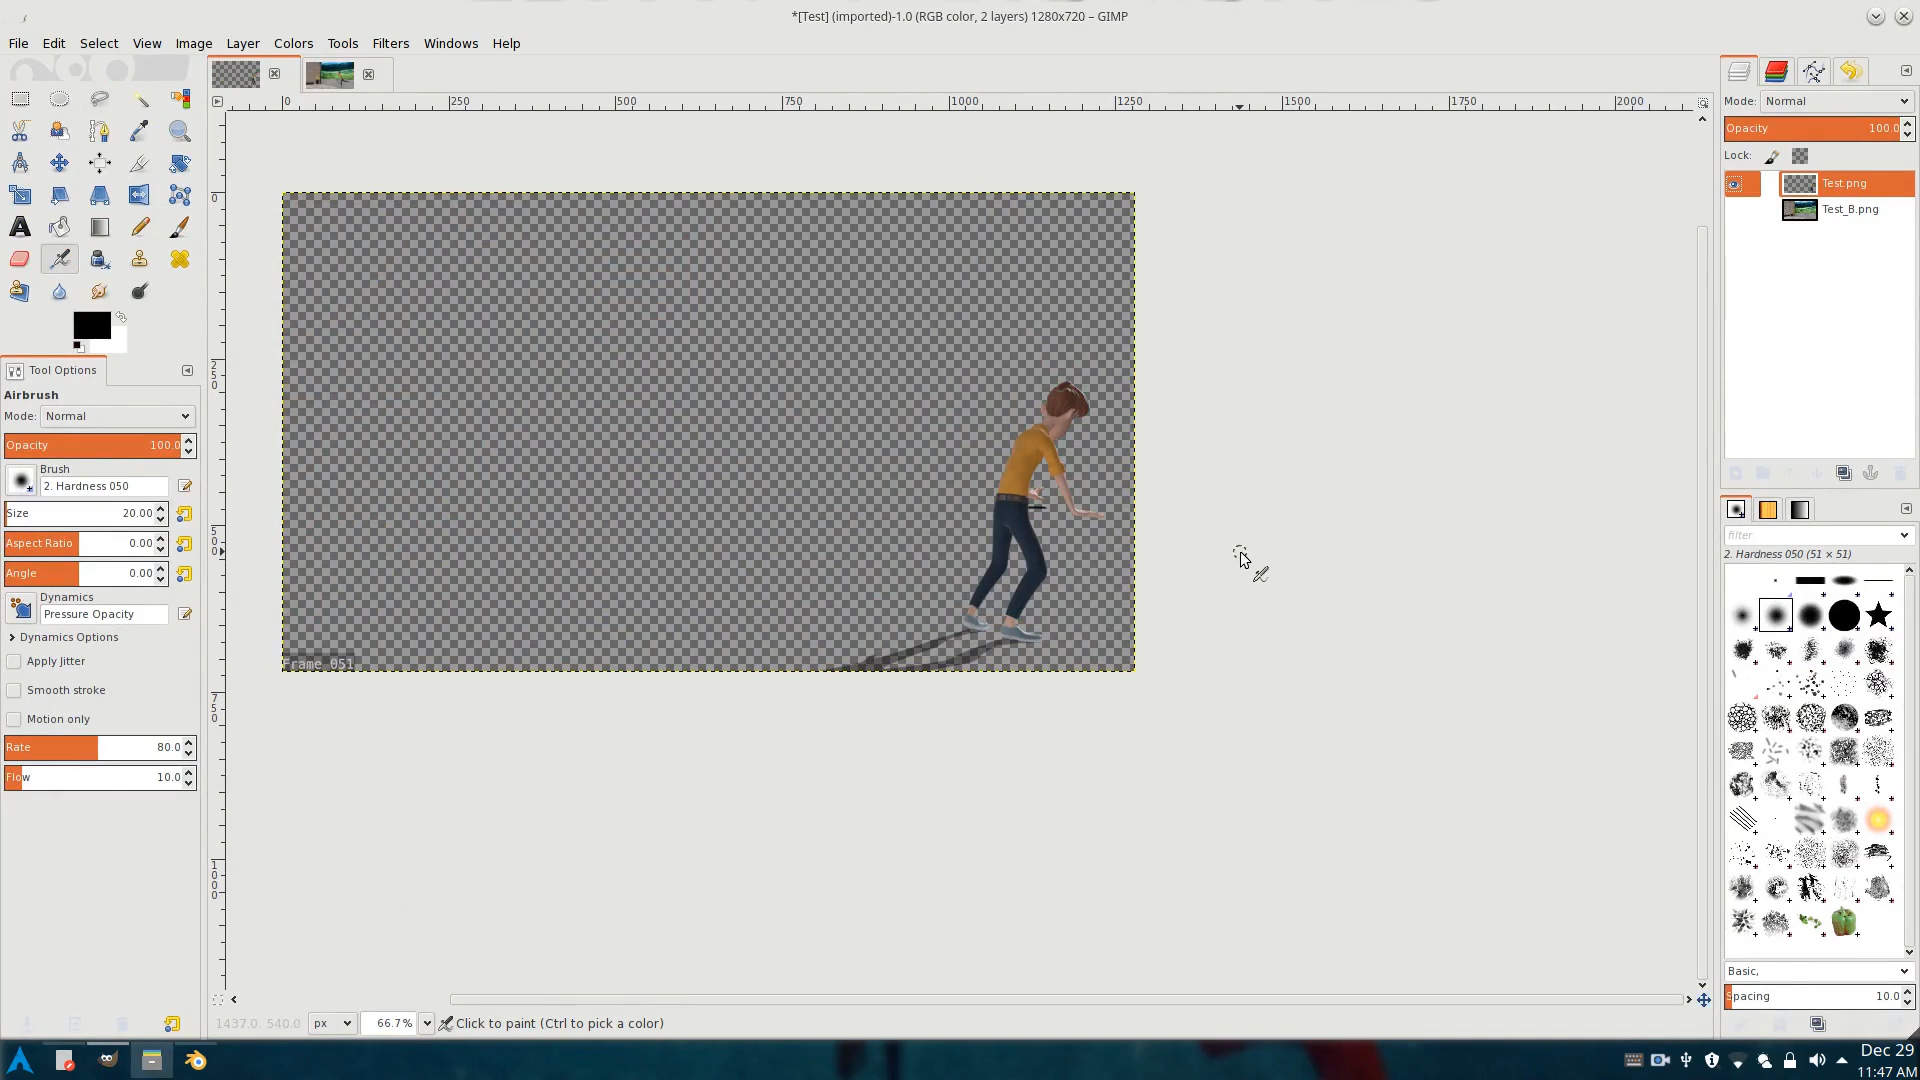 *[Test] (imported)-1.0 (RGB color, 2 layers) 1280x720 – GIMP
File Edit Select View Image Layer Colors Tools Filters Windows Help
0 250 500 750 1000 1250 1500 1750 2000
Mode: Normal
Opacity 100.0
Lock:
Test.png
Test_B.png
0
250
500
750
1000
Tool Options
Airbrush
Mode: Normal
Opacity 100.0
Brush
2. Hardness 050
Size 20.00
Aspect Ratio 0.00
Angle 0.00
Dynamics
Pressure Opacity
Dynamics Options
Apply Jitter
Smooth stroke
Motion only
Rate 80.0
Flow 10.0
Frame 051
filter
2. Hardness 050 (51 × 51)
Basic,
Spacing 10.0
1437.0, 540.0 px 66.7% Click to paint (Ctrl to pick a color)
Dec 29
11:47 AM